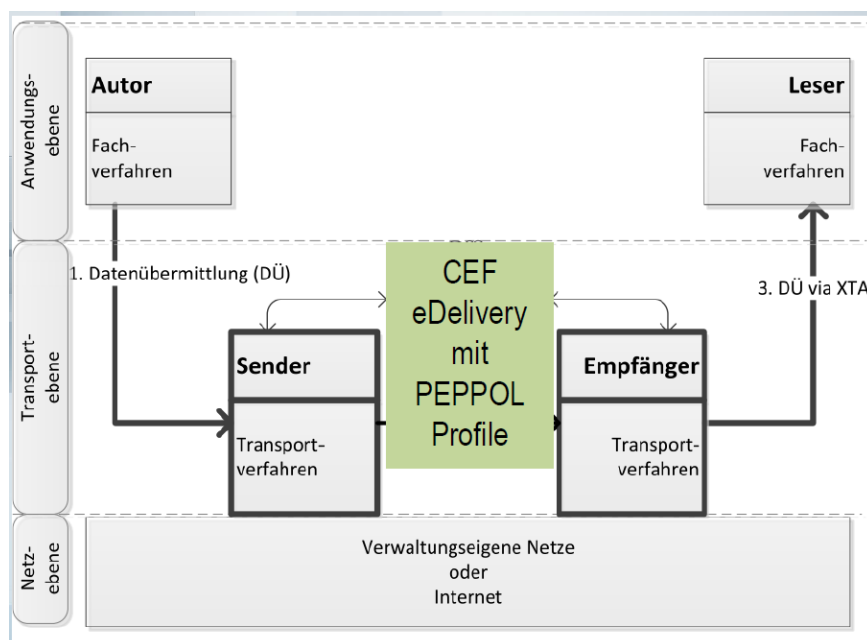 Anwendungs-
ebene
Autor
Fach-
verfahren
Leser
Fach-
verfahren
Transport-
ebene
1. Datenübermittlung (DÜ)
CEF
eDelivery
mit
PEPPOL
Profile
3. DÜ via XTA
Sender
Transport-
verfahren
Empfänger
Transport-
verfahren
Netz-
ebene
Verwaltungseigene Netze
oder
Internet